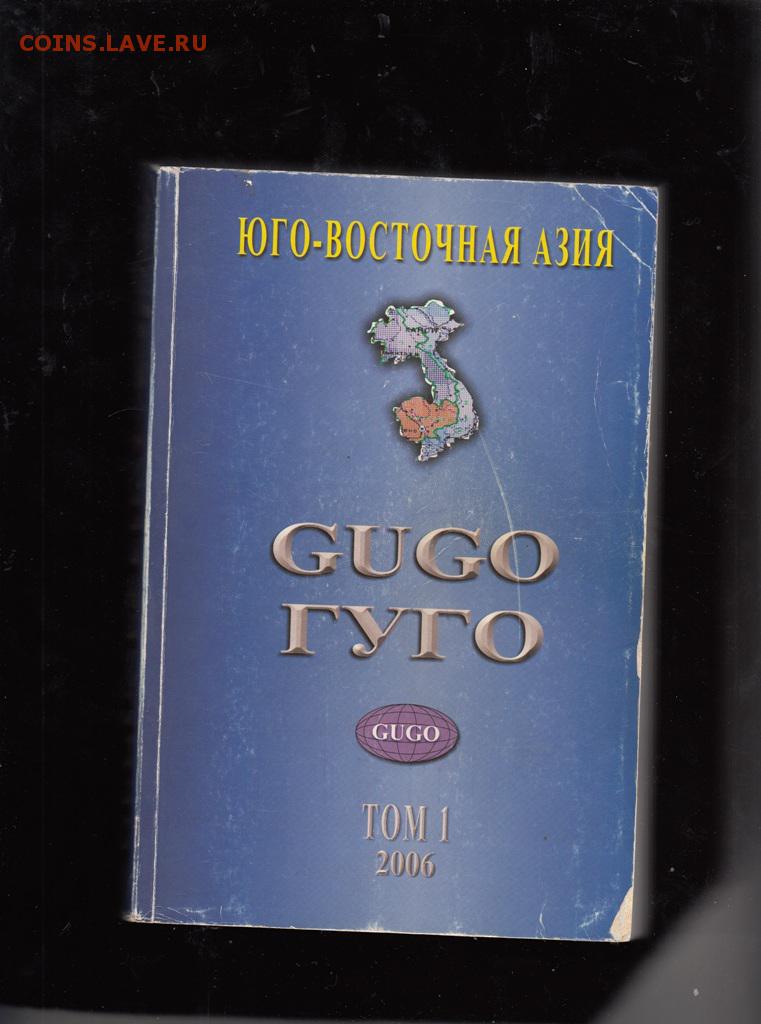 COINS.LAVE.RU
ЮГО-ВОСТОЧНАЯ АЗИЯ
GUGO
ГУГО
GUGO
ТОМ 1
2006